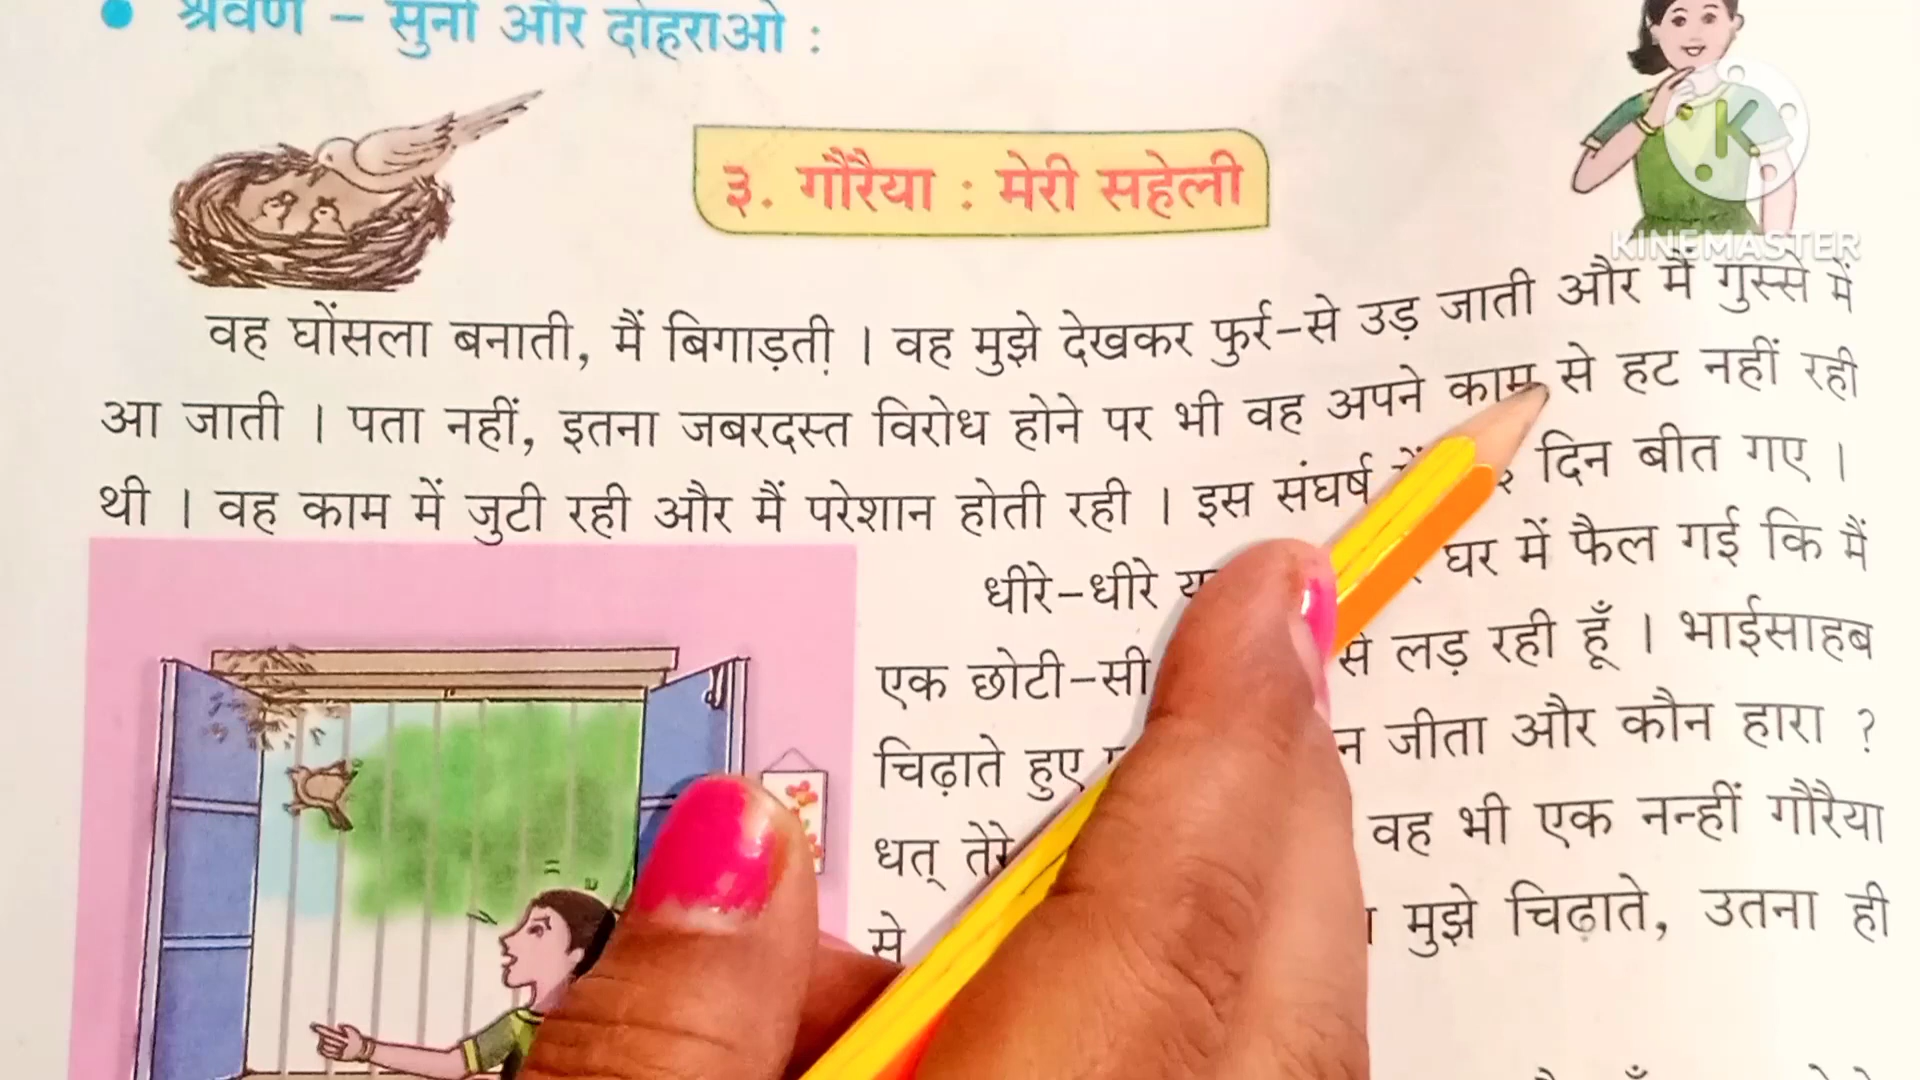 श्रवण – सुनो और दोहराओ :
३. गौरैया : मेरी सहेली
KINEMASTER
वह घोंसला बनाती, मैं बिगाड़ती । वह मुझे देखकर फुर्र-से उड़ जाती और मैं गुस्से में
आ जाती । पता नहीं, इतना जबरदस्त विरोध होने पर भी वह अपने काम से हट नहीं रही
थी । वह काम में जुटी रही और मैं परेशान होती रही । इस संघर्ष दिन बीत गए ।
धीरे-धीरे घर में फैल गई कि मैं
एक छोटी-सी से लड़ रही हूँ । भाईसाहब
चिढ़ाते हुए जीता और कौन हारा ?
धत् तेरे वह भी एक नन्हीं गौरैया
से मुझे चिढ़ाते, उतना ही